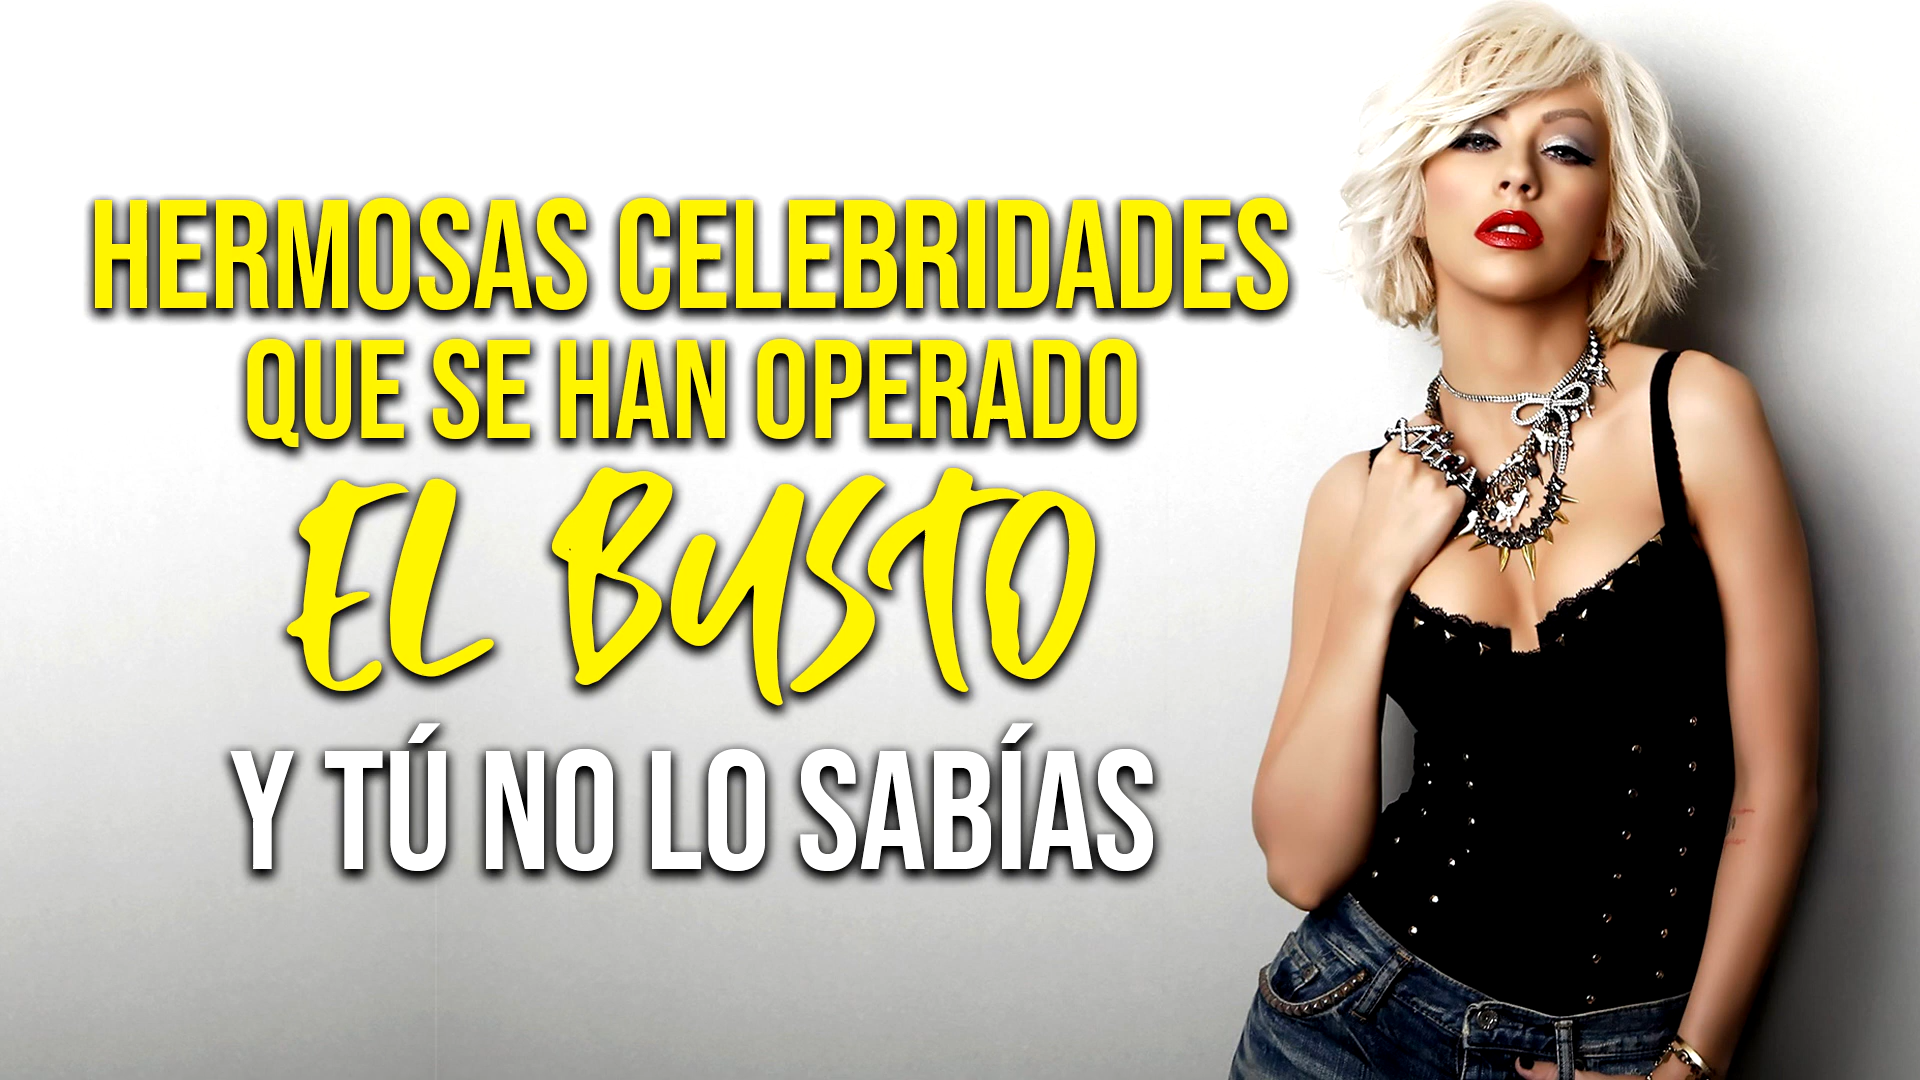 HERMOSAS CELEBRIDADES
QUE SE HAN OPERADO
EL BUSTO
Y TÚ NO LO SABÍAS